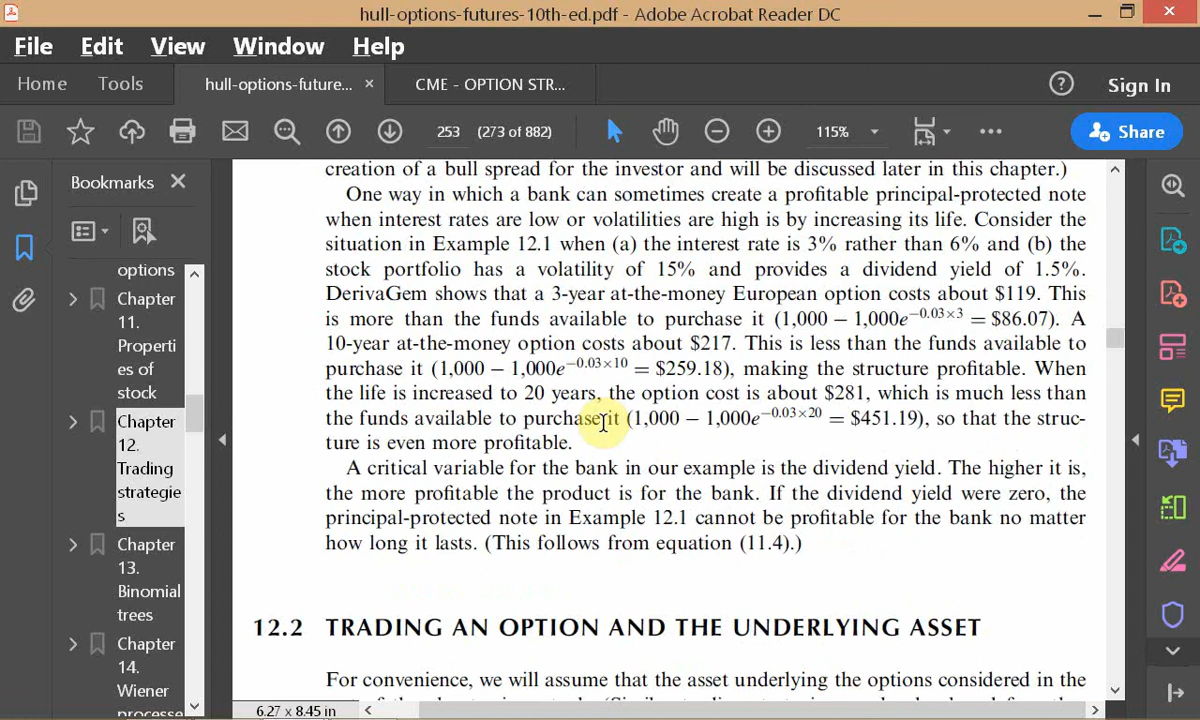 hull-options-futures-10th-ed.pdf - Adobe Acrobat Reader DC
File Edit View Window Help
Home Tools hull-options-future... × CME - OPTION STR... ? Sign In
253 (273 of 882) 115% Share
Bookmarks
options
Chapter
11.
Properti
es of
stock
Chapter
12.
Trading
strategie
s
Chapter
13.
Binomial
trees
Chapter
14.
Wiener
processe
creation of a bull spread for the investor and will be discussed later in this chapter.)
One way in which a bank can sometimes create a profitable principal-protected note
when interest rates are low or volatilities are high is by increasing its life. Consider the
situation in Example 12.1 when (a) the interest rate is 3% rather than 6% and (b) the
stock portfolio has a volatility of 15% and provides a dividend yield of 1.5%.
DerivaGem shows that a 3-year at-the-money European option costs about $119. This
is more than the funds available to purchase it (1,000 − 1,000e^−0.03×3 = $86.07). A
10-year at-the-money option costs about $217. This is less than the funds available to
purchase it (1,000 − 1,000e^−0.03×10 = $259.18), making the structure profitable. When
the life is increased to 20 years, the option cost is about $281, which is much less than
the funds available to purchase it (1,000 − 1,000e^−0.03×20 = $451.19), so that the struc-
ture is even more profitable.
A critical variable for the bank in our example is the dividend yield. The higher it is,
the more profitable the product is for the bank. If the dividend yield were zero, the
principal-protected note in Example 12.1 cannot be profitable for the bank no matter
how long it lasts. (This follows from equation (11.4).)
12.2 TRADING AN OPTION AND THE UNDERLYING ASSET
For convenience, we will assume that the asset underlying the options considered in the
6.27 x 8.45 in